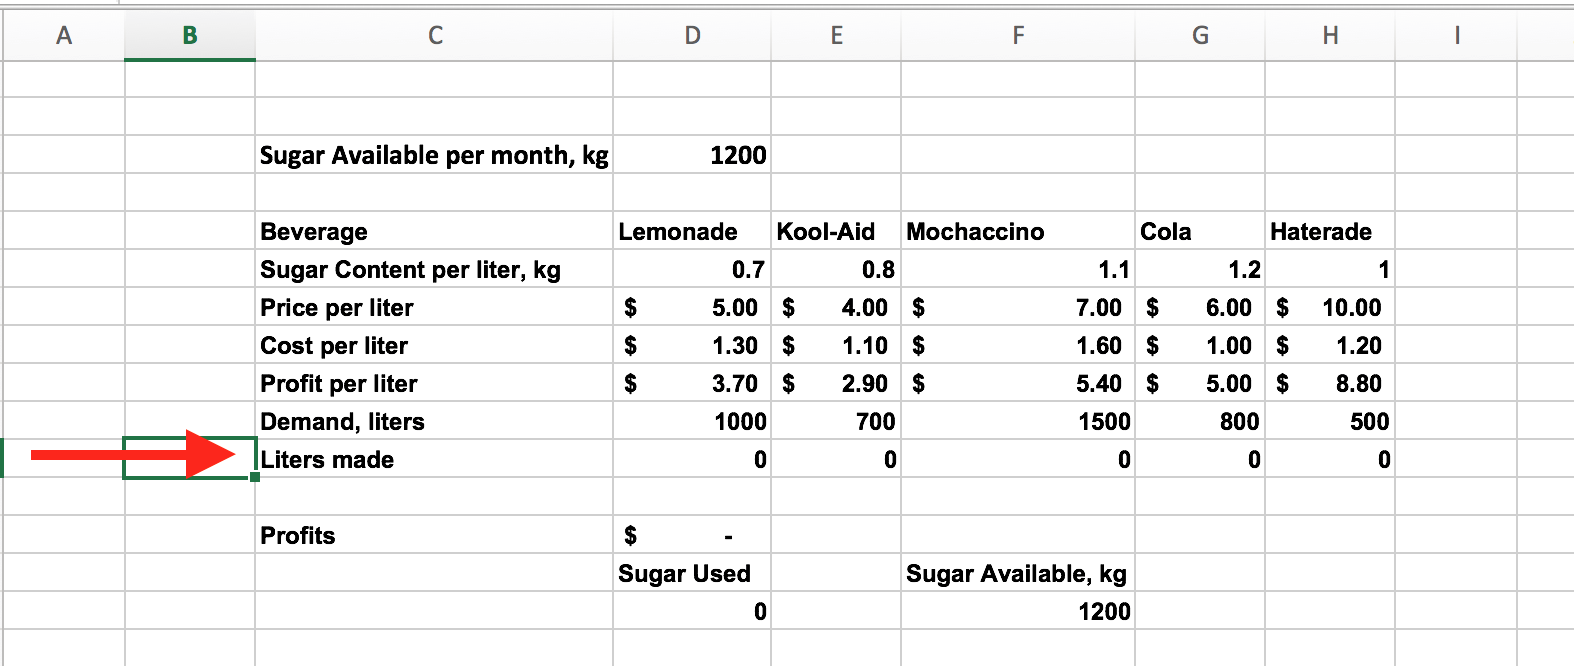 A B C D E F G H I
Sugar Available per month, kg 1200
Beverage Lemonade Kool-Aid Mochaccino Cola Haterade
Sugar Content per liter, kg 0.7 0.8 1.1 1.2 1
Price per liter $ 5.00 $ 4.00 $ 7.00 $ 6.00 $ 10.00
Cost per liter $ 1.30 $ 1.10 $ 1.60 $ 1.00 $ 1.20
Profit per liter $ 3.70 $ 2.90 $ 5.40 $ 5.00 $ 8.80
Demand, liters 1000 700 1500 800 500
Liters made 0 0 0 0 0
Profits $ -
Sugar Used Sugar Available, kg
0 1200